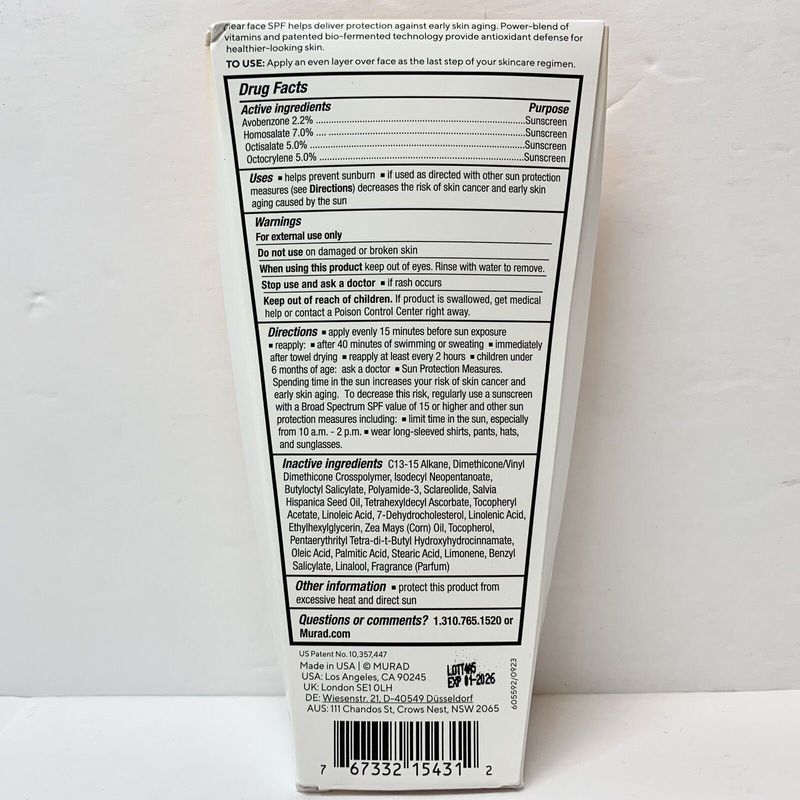 lear face SPF helps deliver protection against early skin aging. Power-blend of
vitamins and patented bio-fermented technology provide antioxidant defense for
healthier-looking skin.
TO USE: Apply an even layer over face as the last step of your skincare regimen.
Drug Facts
Active ingredients Purpose
Avobenzone 2.2% ................................................Sunscreen
Homosalate 7.0% .... ..........................................Sunscreen
Octisalate 5.0% .................................................Sunscreen
Octocrylene 5.0% ...............................................Sunscreen
Uses ▪ helps prevent sunburn ▪ if used as directed with other sun protection
measures (see Directions) decreases the risk of skin cancer and early skin
aging caused by the sun
Warnings
For external use only
Do not use on damaged or broken skin
When using this product keep out of eyes. Rinse with water to remove.
Stop use and ask a doctor ▪ if rash occurs
Keep out of reach of children. If product is swallowed, get medical
help or contact a Poison Control Center right away.
Directions ▪ apply evenly 15 minutes before sun exposure
▪ reapply: ▪ after 40 minutes of swimming or sweating ▪ immediately
after towel drying ▪ reapply at least every 2 hours ▪ children under
6 months of age: ask a doctor ▪ Sun Protection Measures.
Spending time in the sun increases your risk of skin cancer and
early skin aging. To decrease this risk, regularly use a sunscreen
with a Broad Spectrum SPF value of 15 or higher and other sun
protection measures including: ▪ limit time in the sun, especially
from 10 a.m. - 2 p.m. ▪ wear long-sleeved shirts, pants, hats,
and sunglasses.
Inactive ingredients C13-15 Alkane, Dimethicone/Vinyl
Dimethicone Crosspolymer, Isodecyl Neopentanoate,
Butyloctyl Salicylate, Polyamide-3, Sclareolide, Salvia
Hispanica Seed Oil, Tetrahexyldecyl Ascorbate, Tocopheryl
Acetate, Linoleic Acid, 7-Dehydrocholesterol, Linolenic Acid,
Ethylhexylglycerin, Zea Mays (Corn) Oil, Tocopherol,
Pentaerythrityl Tetra-di-t-Butyl Hydroxyhydrocinnamate,
Oleic Acid, Palmitic Acid, Stearic Acid, Limonene, Benzyl
Salicylate, Linalool, Fragrance (Parfum)
Other information ▪ protect this product from
excessive heat and direct sun
Questions or comments? 1.310.765.1520 or
Murad.com
US Patent No. 10,357,447
Made in USA | © MURAD
USA: Los Angeles, CA 90245
UK: London SE1 0LH
DE: Wiesenstr. 21, D-40549 Düsseldorf
AUS: 111 Chandos St, Crows Nest, NSW 2065
EXP 01-2026
605592/0923
7 67332 15431 2